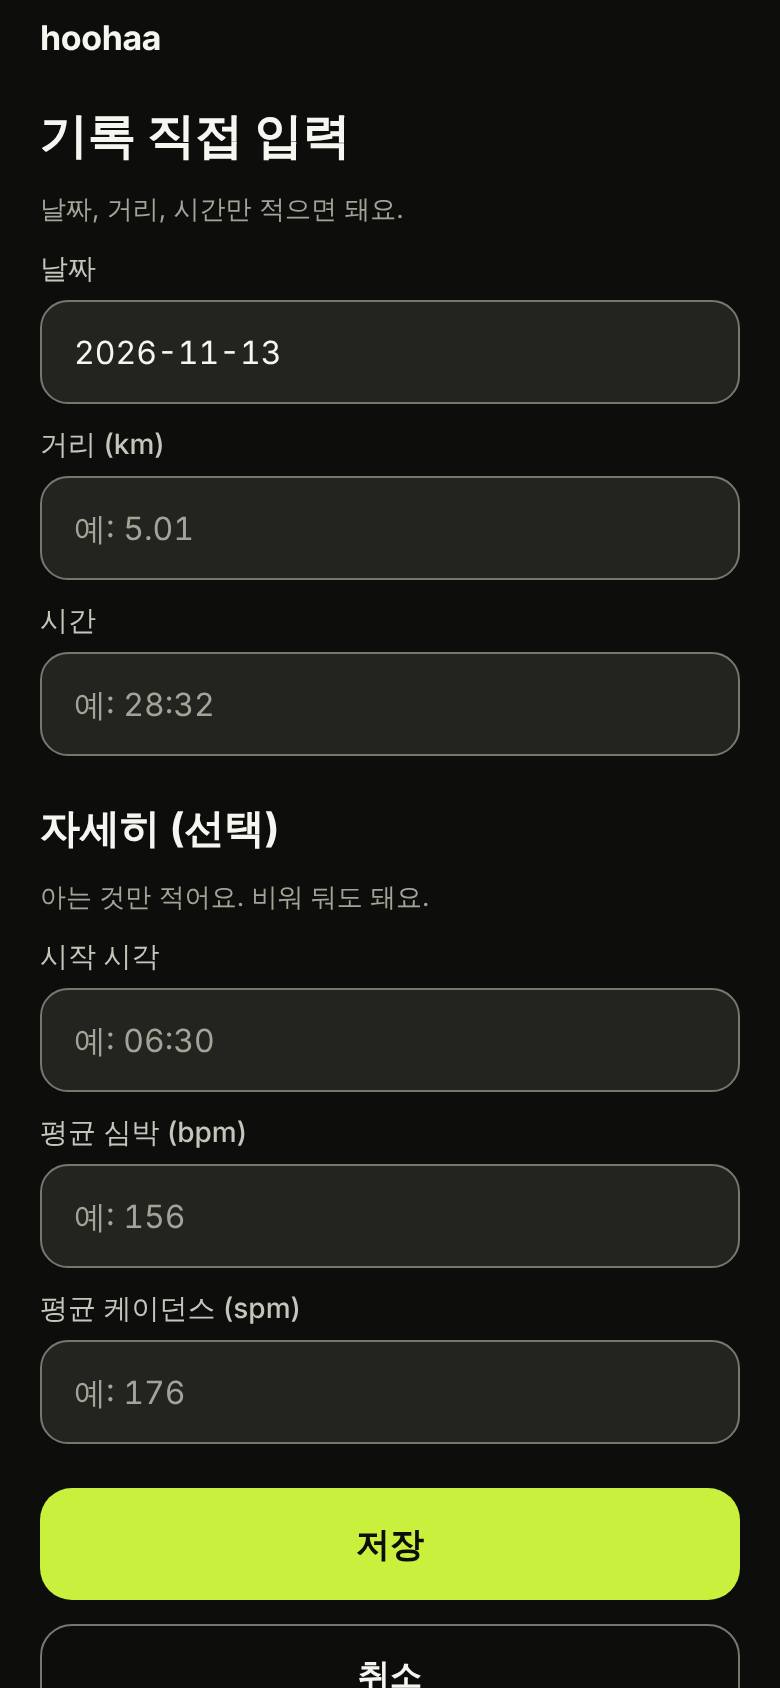 hoohaa
기록 직접 입력
날짜, 거리, 시간만 적으면 돼요.
날짜
2026-11-13
거리 (km)
예: 5.01
시간
예: 28:32
자세히 (선택)
아는 것만 적어요. 비워 둬도 돼요.
시작 시각
예: 06:30
평균 심박 (bpm)
예: 156
평균 케이던스 (spm)
예: 176
저장
취소